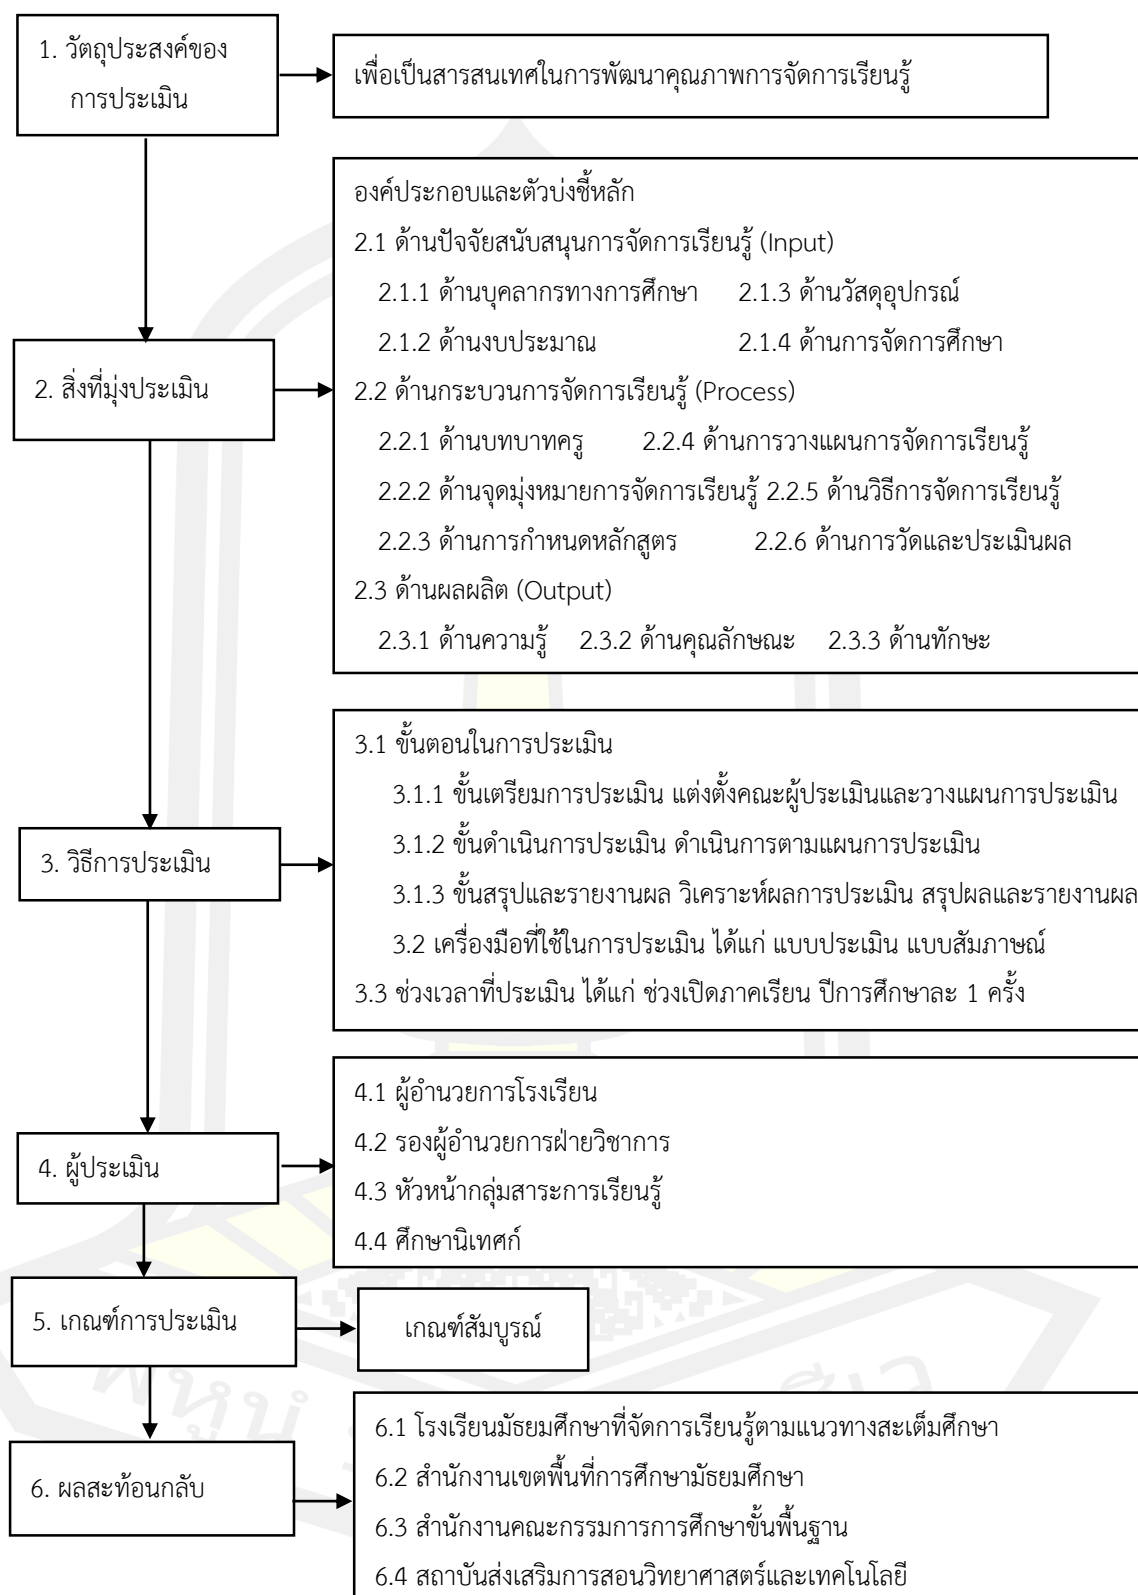 1. วัตถุประสงค์ของ
การประเมิน
เพื่อเป็นสารสนเทศในการพัฒนาคุณภาพการจัดการเรียนรู้
องค์ประกอบและตัวบ่งชี้หลัก
2.1 ด้านปัจจัยสนับสนุนการจัดการเรียนรู้ (Input)
2.1.1 ด้านบุคลากรทางการศึกษา 2.1.3 ด้านวัสดุอุปกรณ์
2.1.2 ด้านงบประมาณ 2.1.4 ด้านการจัดการศึกษา
2. สิ่งที่มุ่งประเมิน
2.2 ด้านกระบวนการจัดการเรียนรู้ (Process)
2.2.1 ด้านบทบาทครู 2.2.4 ด้านการวางแผนการจัดการเรียนรู้
2.2.2 ด้านจุดมุ่งหมายการจัดการเรียนรู้ 2.2.5 ด้านวิธีการจัดการเรียนรู้
2.2.3 ด้านการกำหนดหลักสูตร 2.2.6 ด้านการวัดและประเมินผล
2.3 ด้านผลผลิต (Output)
2.3.1 ด้านความรู้ 2.3.2 ด้านคุณลักษณะ 2.3.3 ด้านทักษะ
3.1 ขั้นตอนในการประเมิน
3.1.1 ขั้นเตรียมการประเมิน แต่งตั้งคณะผู้ประเมินและวางแผนการประเมิน
3.1.2 ขั้นดำเนินการประเมิน ดำเนินการตามแผนการประเมิน
3. วิธีการประเมิน
3.1.3 ขั้นสรุปและรายงานผล วิเคราะห์ผลการประเมิน สรุปผลและรายงานผล
3.2 เครื่องมือที่ใช้ในการประเมิน ได้แก่ แบบประเมิน แบบสัมภาษณ์
3.3 ช่วงเวลาที่ประเมิน ได้แก่ ช่วงเปิดภาคเรียน ปีการศึกษาละ 1 ครั้ง
4.1 ผู้อำนวยการโรงเรียน
4.2 รองผู้อำนวยการฝ่ายวิชาการ
4. ผู้ประเมิน
4.3 หัวหน้ากลุ่มสาระการเรียนรู้
4.4 ศึกษานิเทศก์
5. เกณฑ์การประเมิน
เกณฑ์สัมบูรณ์
6.1 โรงเรียนมัธยมศึกษาที่จัดการเรียนรู้ตามแนวทางสะเต็มศึกษา
6.2 สำนักงานเขตพื้นที่การศึกษามัธยมศึกษา
6. ผลสะท้อนกลับ
6.3 สำนักงานคณะกรรมการการศึกษาขั้นพื้นฐาน
6.4 สถาบันส่งเสริมการสอนวิทยาศาสตร์และเทคโนโลยี